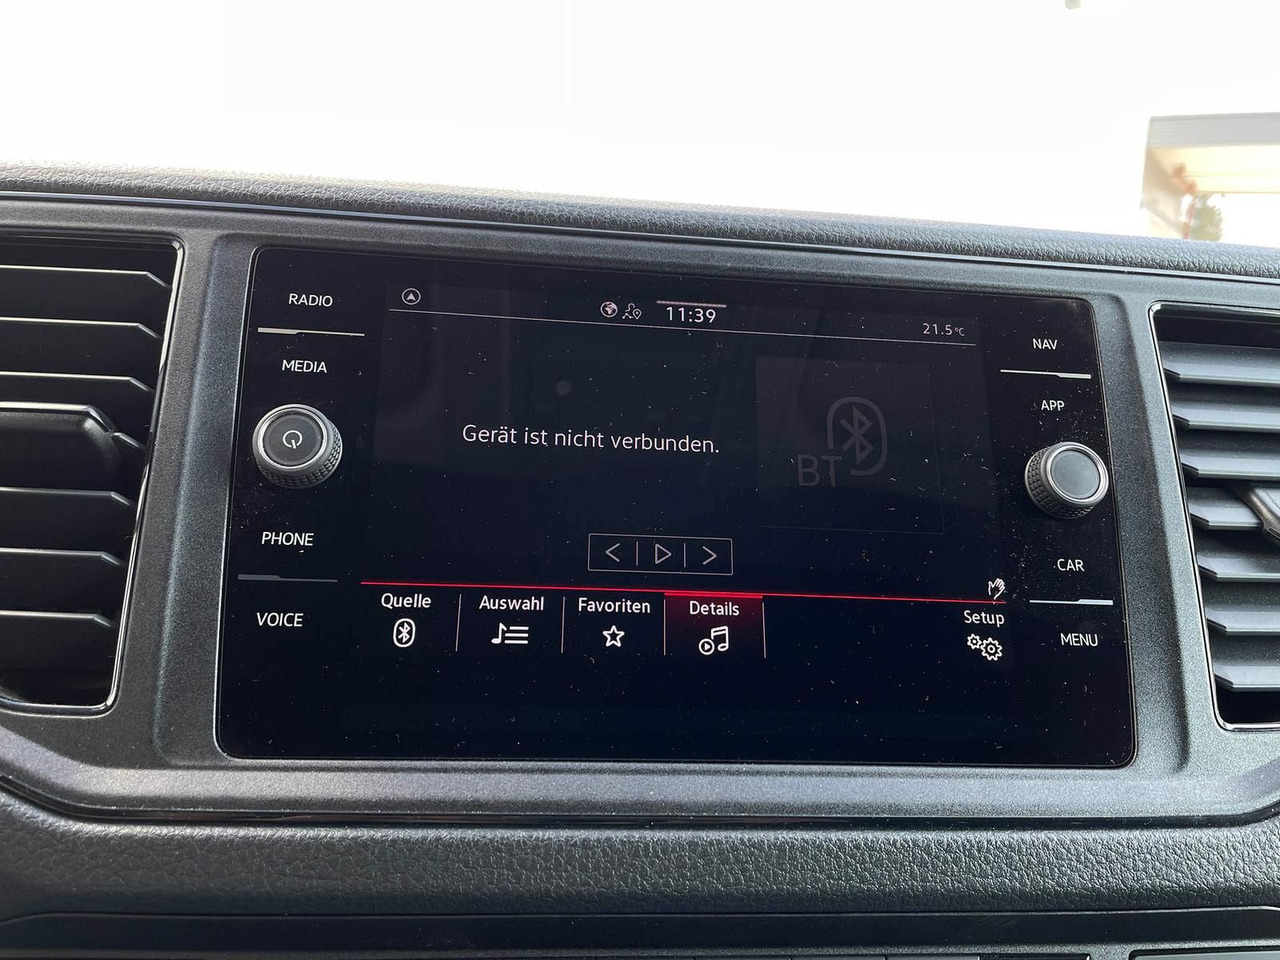 RADIO
MEDIA
PHONE
VOICE
11:39
21.5°C
Gerät ist nicht verbunden.
BT
Quelle
Auswahl
Favoriten
Details
Setup
NAV
APP
CAR
MENU